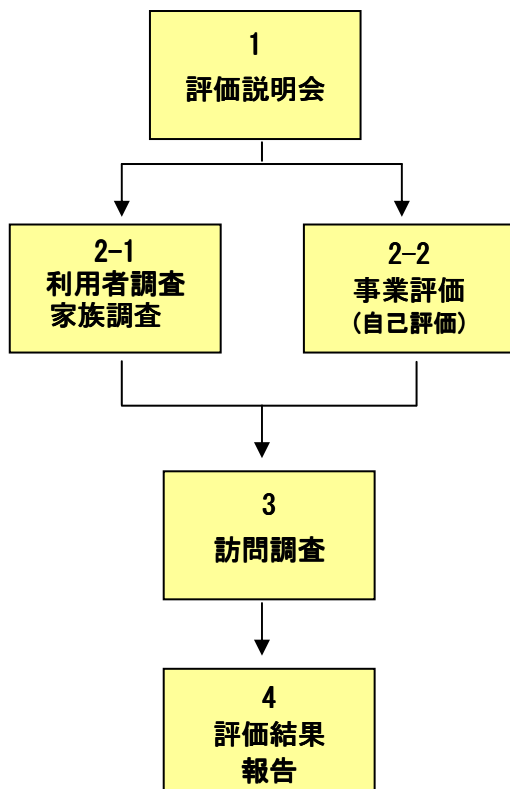 1
評価説明会
2-1
利用者調査
家族調査
2-2
事業評価
(自己評価)
3
訪問調査
4
評価結果
報告